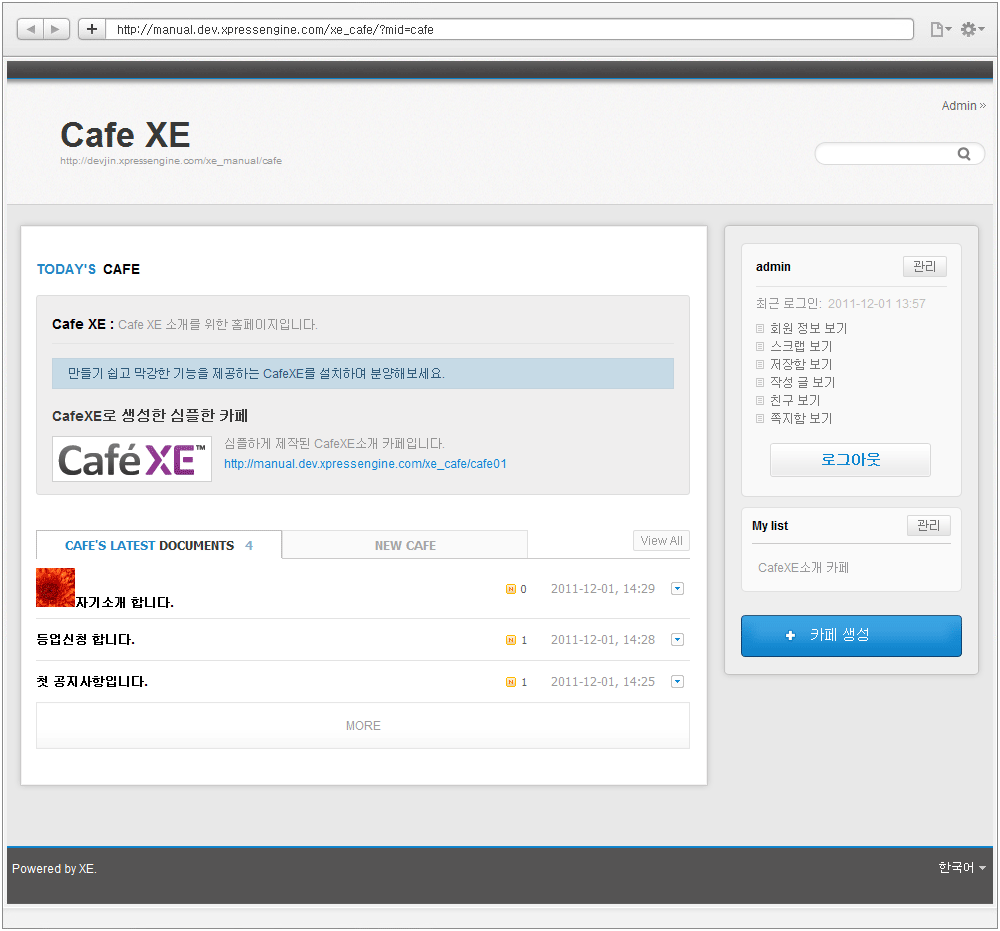 http://manual.dev.xpressengine.com/xe_cafe/?mid=cafe
Admin »
Cafe XE
http://devjin.xpressengine.com/xe_manual/cafe
TODAY'S CAFE
Cafe XE : Cafe XE 소개를 위한 홈페이지입니다.
만들기 쉽고 막강한 기능을 제공하는 CafeXE를 설치하여 분양해보세요.
CafeXE로 생성한 심플한 카페
Café XE™
심플하게 제작된 CafeXE소개 카페입니다.
http://manual.dev.xpressengine.com/xe_cafe/cafe01
CAFE'S LATEST DOCUMENTS 4
NEW CAFE
View All
자기소개 합니다. N 0 2011-12-01, 14:29
등업신청 합니다. N 1 2011-12-01, 14:28
첫 공지사항입니다. N 1 2011-12-01, 14:25
MORE
admin 관리
최근 로그인: 2011-12-01 13:57
회원 정보 보기
스크랩 보기
저장함 보기
작성 글 보기
친구 보기
쪽지함 보기
로그아웃
My list 관리
CafeXE소개 카페
+ 카페 생성
Powered by XE.
한국어